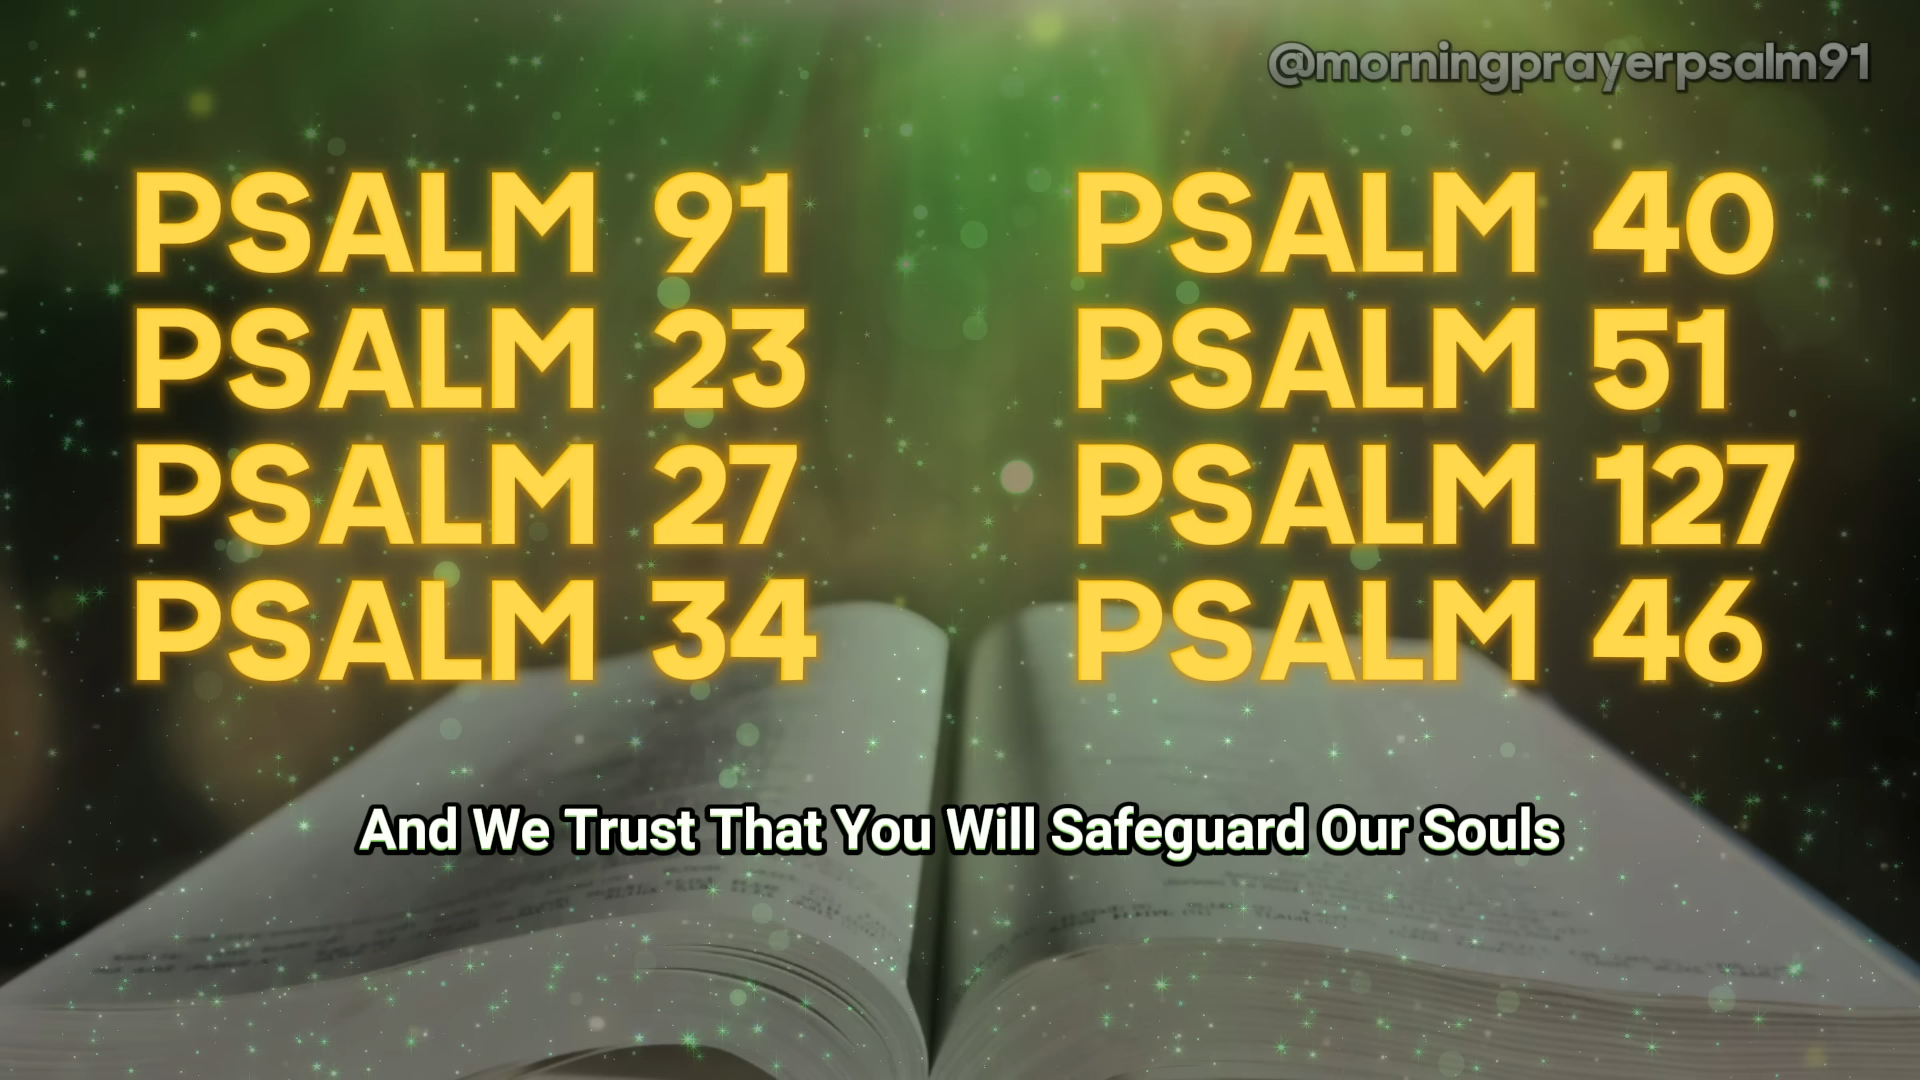 @morningprayerpsalm91
PSALM 91
PSALM 23
PSALM 27
PSALM 34
PSALM 40
PSALM 51
PSALM 127
PSALM 46
And We Trust That You Will Safeguard Our Souls